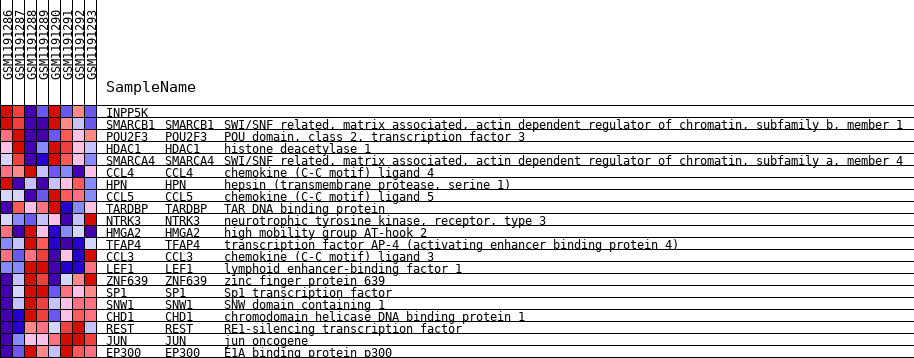 GSM1191286 GSM1191287 GSM1191288 GSM1191289 GSM1191290 GSM1191291 GSM1191292 GSM1191293
SampleName
INPP5K
SMARCB1 SMARCB1 SWI/SNF related, matrix associated, actin dependent regulator of chromatin, subfamily b, member 1
POU2F3 POU2F3 POU domain, class 2, transcription factor 3
HDAC1 HDAC1 histone deacetylase 1
SMARCA4 SMARCA4 SWI/SNF related, matrix associated, actin dependent regulator of chromatin, subfamily a, member 4
CCL4 CCL4 chemokine (C-C motif) ligand 4
HPN HPN hepsin (transmembrane protease, serine 1)
CCL5 CCL5 chemokine (C-C motif) ligand 5
TARDBP TARDBP TAR DNA binding protein
NTRK3 NTRK3 neurotrophic tyrosine kinase, receptor, type 3
HMGA2 HMGA2 high mobility group AT-hook 2
TFAP4 TFAP4 transcription factor AP-4 (activating enhancer binding protein 4)
CCL3 CCL3 chemokine (C-C motif) ligand 3
LEF1 LEF1 lymphoid enhancer-binding factor 1
ZNF639 ZNF639 zinc finger protein 639
SP1 SP1 Sp1 transcription factor
SNW1 SNW1 SNW domain containing 1
CHD1 CHD1 chromodomain helicase DNA binding protein 1
REST REST RE1-silencing transcription factor
JUN JUN jun oncogene
EP300 EP300 E1A binding protein p300